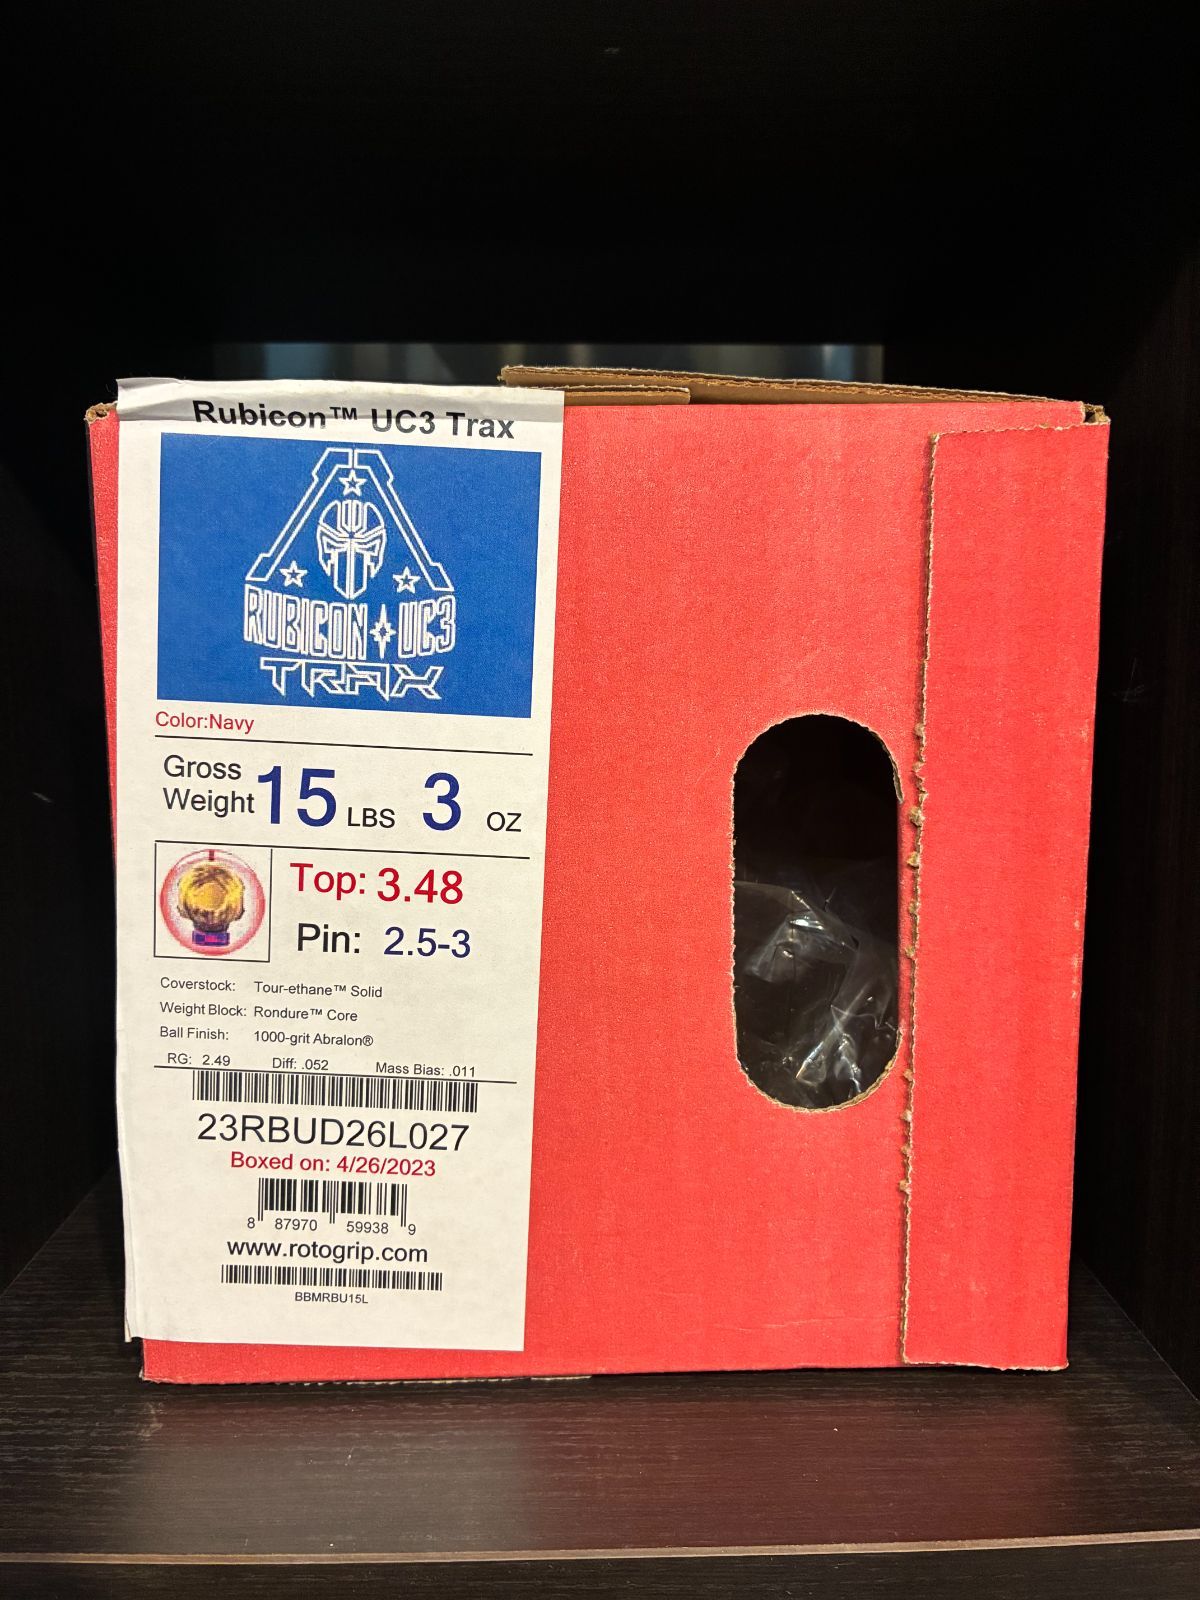 Rubicon™ UC3 Trax
RUBICON UC3
TRAX
Color:Navy
Gross Weight 15 LBS 3 OZ
Top: 3.48
Pin: 2.5-3
Coverstock: Tour-ethane™ Solid
Weight Block: Rondure™ Core
Ball Finish: 1000-grit Abralon®
RG: 2.49 Diff: .052 Mass Bias: .011
23RBUD26L027
Boxed on: 4/26/2023
8 87970 59938 9
www.rotogrip.com
BBMRBU15L